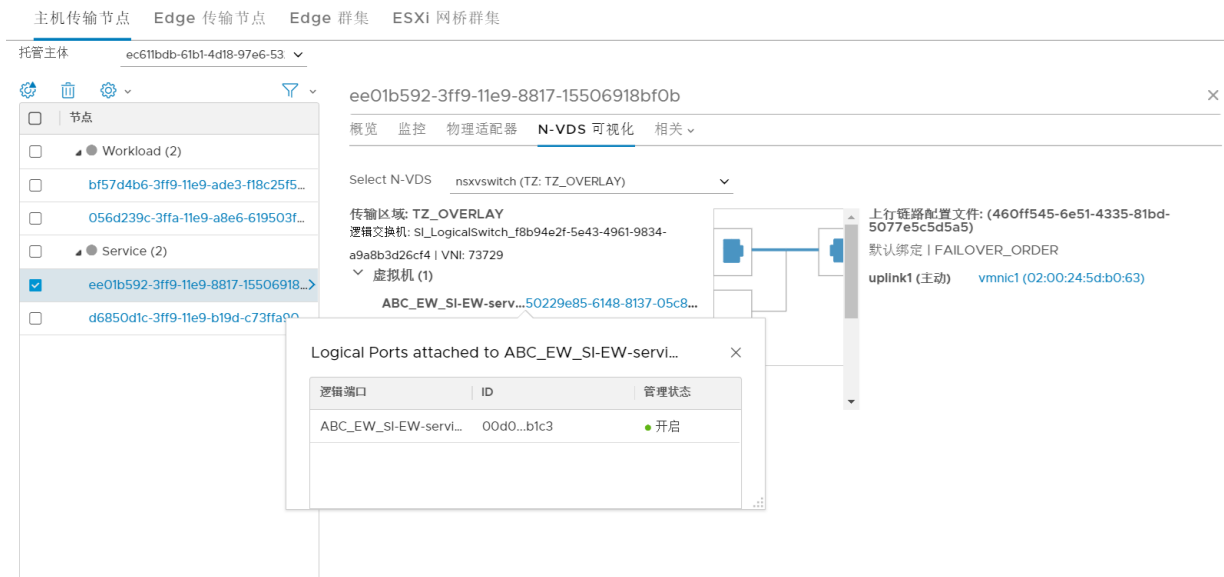 主机传输节点 Edge 传输节点 Edge 群集 ESXi 网桥群集
托管主体 ec611bdb-61b1-4d18-97e6-53
节点
Workload (2)
bf57d4b6-3ff9-11e9-ade3-f18c25f5...
056d239c-3ffa-11e9-a8e6-619503f...
Service (2)
ee01b592-3ff9-11e9-8817-15506918...
d6850d1c-3ff9-11e9-b19d-c73ffa90
ee01b592-3ff9-11e9-8817-15506918bf0b
概览 监控 物理适配器 N-VDS 可视化 相关
Select N-VDS nsxvswitch (TZ: TZ_OVERLAY)
传输区域: TZ_OVERLAY
逻辑交换机: SI_LogicalSwitch_f8b94e2f-5e43-4961-9834-
a9a8b3d26cf4 | VNI: 73729
虚拟机 (1)
ABC_EW_SI-EW-serv...50229e85-6148-8137-05c8...
上行链路配置文件: (460ff545-6e51-4335-81bd-
5077e5c5d5a5)
默认绑定 | FAILOVER_ORDER
uplink1 (主动) vmnic1 (02:00:24:5d:b0:63)
Logical Ports attached to ABC_EW_SI-EW-servi...
逻辑端口 ID 管理状态
ABC_EW_SI-EW-servi... 00d0...b1c3 开启